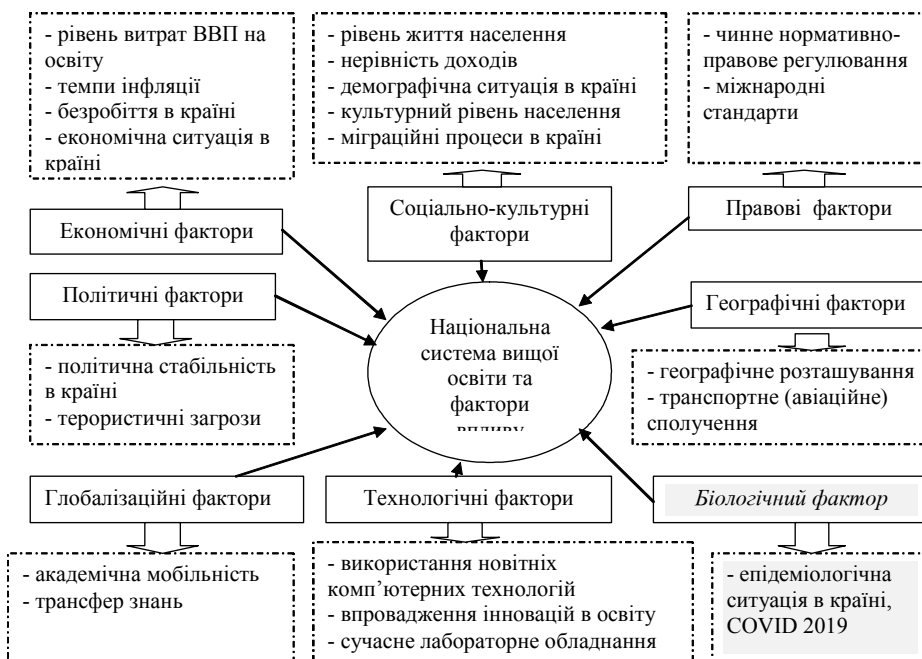 - рівень витрат ВВП на
освіту
- темпи інфляції
- безробіття в країні
- економічна ситуація в
країні
- рівень життя населення
- нерівність доходів
- демографічна ситуація в країні
- культурний рівень населення
- міграційні процеси в країні
- чинне нормативно-
правове регулювання
- міжнародні
стандарти
Економічні фактори
Соціально-культурні
фактори
Правові фактори
Політичні фактори
Географічні фактори
Національна
система вищої
освіти та
фактори
впливу
- політична стабільність
в країні
- терористичні загрози
- географічне розташування
- транспортне (авіаційне)
сполучення
Глобалізаційні фактори
Технологічні фактори
Біологічний фактор
- академічна мобільність
- трансфер знань
- використання новітніх
комп’ютерних технологій
- впровадження інновацій в освіту
- сучасне лабораторне обладнання
- епідеміологічна
ситуація в країні,
COVID 2019